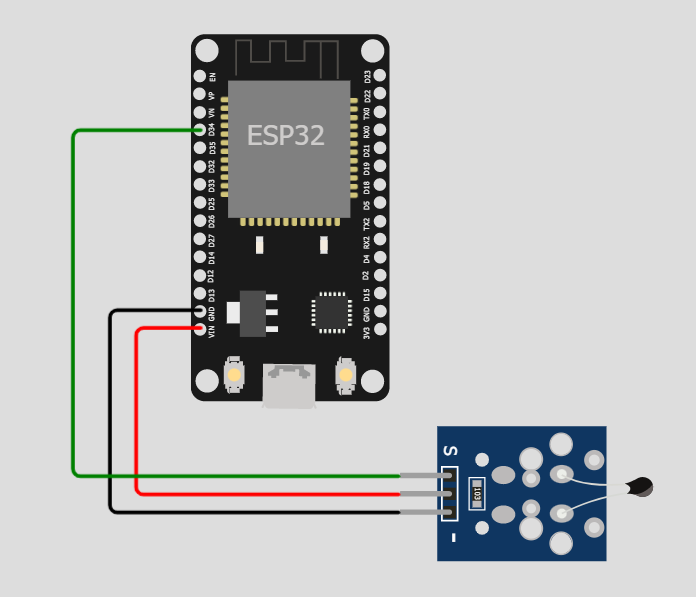 ESP32
EN
VP
VN
D34
D35
D32
D33
D25
D26
D27
D14
D12
D13
GND
VIN
D23
D22
TX0
RX0
D21
D19
D18
D5
TX2
RX2
D4
D2
D15
GND
3V3
S
103
-